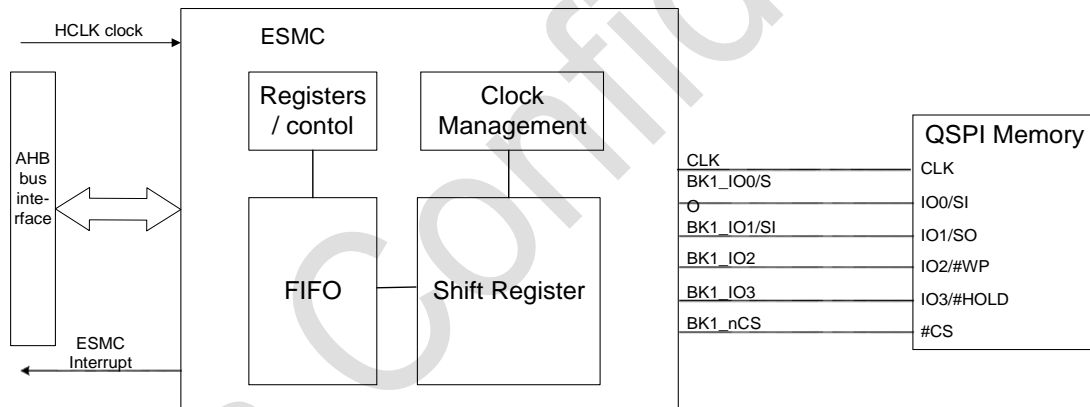 HCLK clock
ESMC
Registers
/ contol
Clock
Management
AHB
bus
inte-
rface
FIFO
Shift Register
ESMC
Interrupt
CLK
BK1_IO0/S
O
BK1_IO1/SI
BK1_IO2
BK1_IO3
BK1_nCS
QSPI Memory
CLK
IO0/SI
IO1/SO
IO2/#WP
IO3/#HOLD
#CS